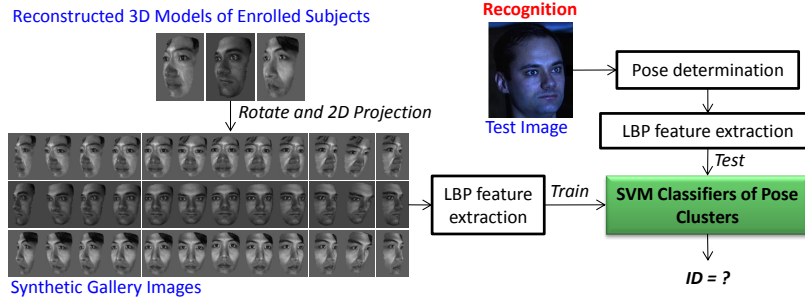 Reconstructed 3D Models of Enrolled Subjects
Rotate and 2D Projection
Synthetic Gallery Images
LBP feature
extraction
Train
Recognition
Test Image
Pose determination
LBP feature extraction
Test
SVM Classifiers of Pose
Clusters
ID = ?